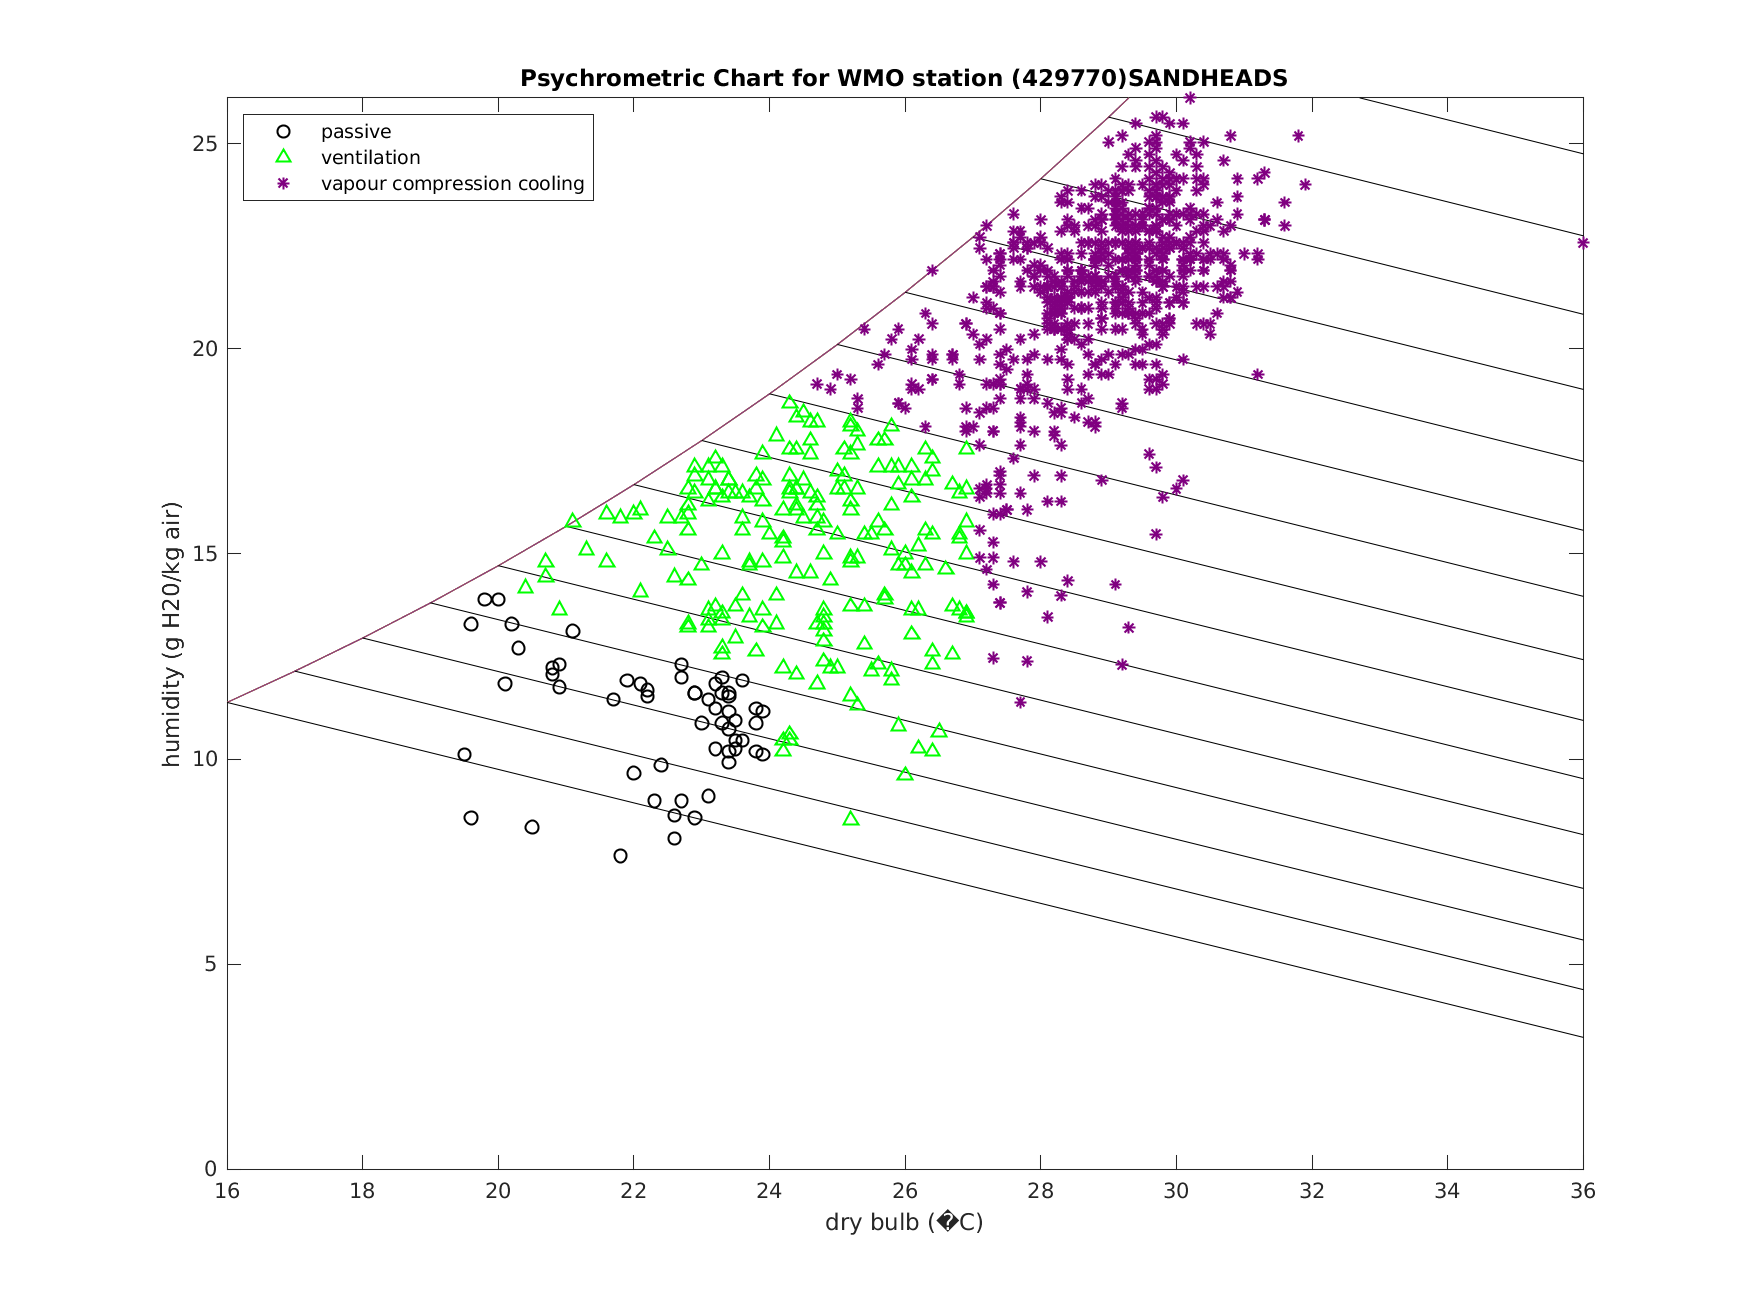 Psychrometric Chart for WMO station (429770)SANDHEADS
passive
ventilation
vapour compression cooling
25
20
15
10
5
0
humidity (g H20/kg air)
16 18 20 22 24 26 28 30 32 34 36
dry bulb (�C)